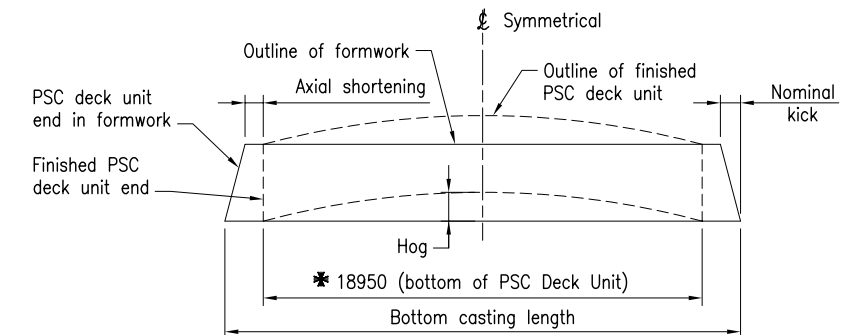 ℄ Symmetrical
Outline of formwork
Outline of finished
PSC deck unit
Axial shortening
PSC deck unit
end in formwork
Nominal
kick
Finished PSC
deck unit end
Hog
✠ 18950 (bottom of PSC Deck Unit)
Bottom casting length